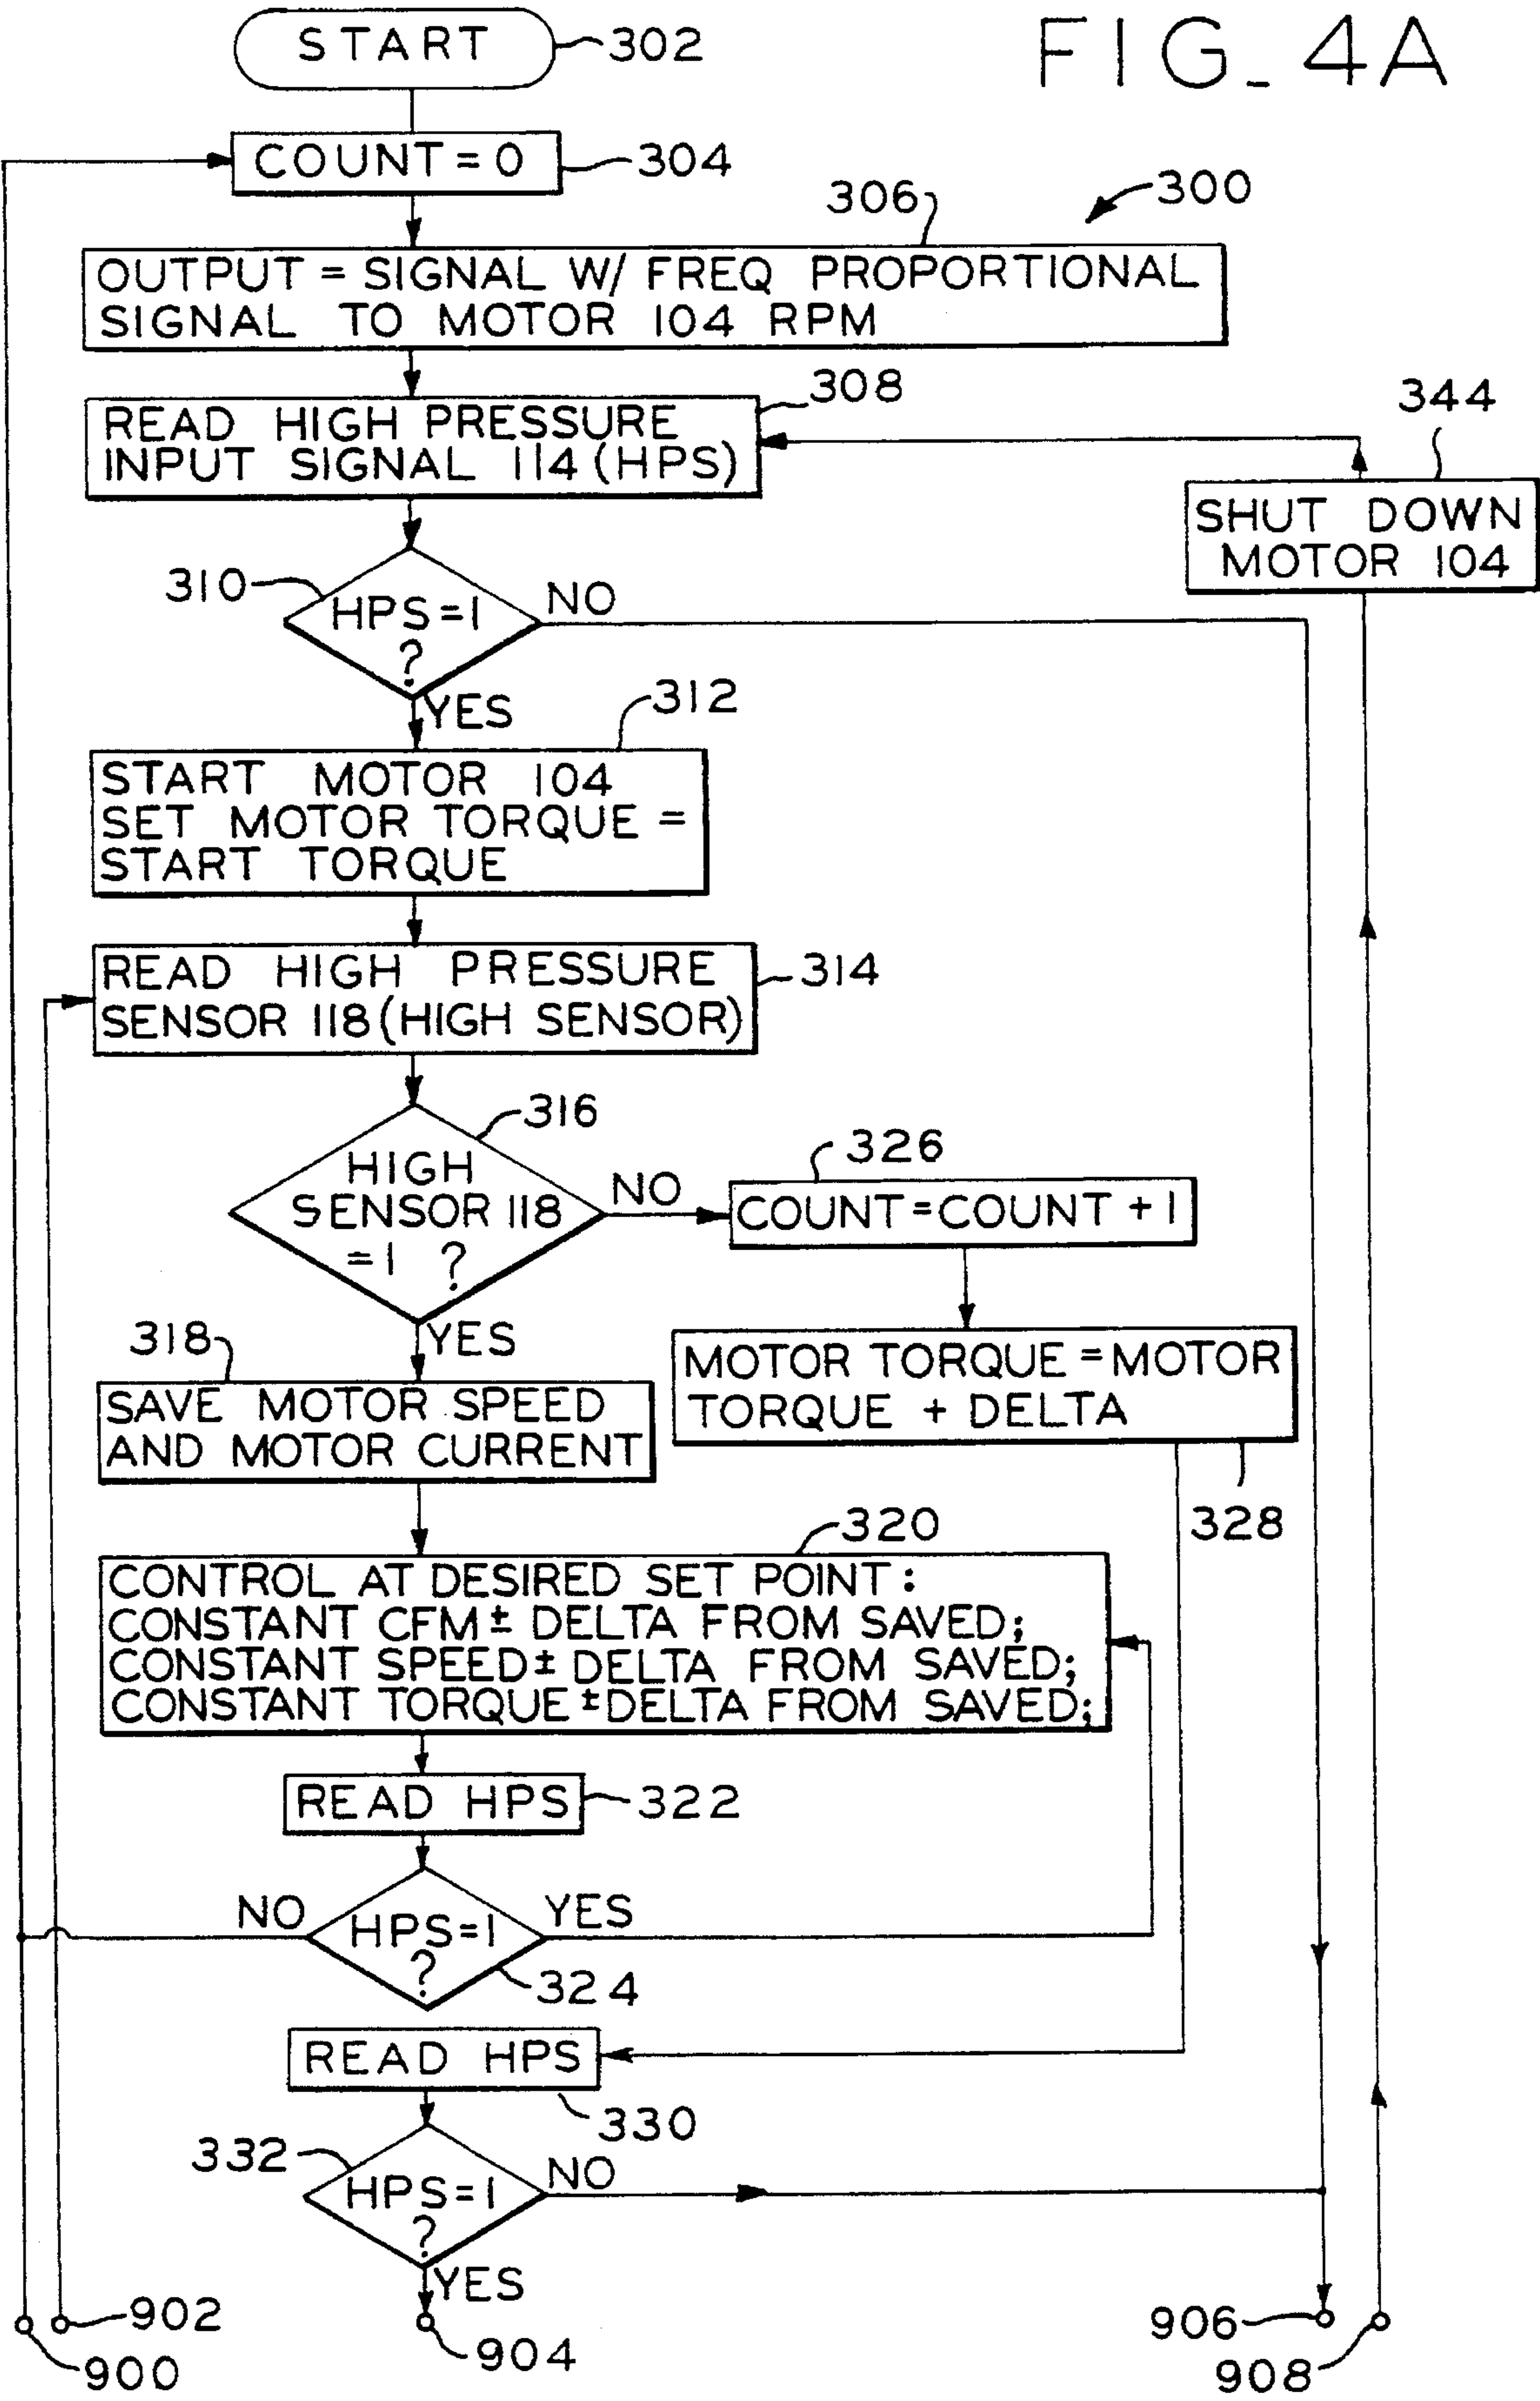 FIG_ 4A
START
302
COUNT = 0
304
306
300
OUTPUT = SIGNAL W/ FREQ PROPORTIONAL
SIGNAL TO MOTOR 104 RPM
308
READ HIGH PRESSURE
INPUT SIGNAL 114 (HPS)
344
SHUT DOWN
MOTOR 104
310
HPS=1
?
NO
YES
312
START MOTOR 104
SET MOTOR TORQUE =
START TORQUE
READ HIGH PRESSURE
SENSOR 118 (HIGH SENSOR)
314
316
HIGH
SENSOR 118
=1 ?
NO
326
COUNT=COUNT +1
YES
318
SAVE MOTOR SPEED
AND MOTOR CURRENT
MOTOR TORQUE = MOTOR
TORQUE + DELTA
328
320
CONTROL AT DESIRED SET POINT:
CONSTANT CFM ± DELTA FROM SAVED;
CONSTANT SPEED ± DELTA FROM SAVED;
CONSTANT TORQUE ± DELTA FROM SAVED;
READ HPS
322
NO
HPS=1
?
YES
324
READ HPS
330
332
HPS=1
?
NO
YES
902
900
904
906
908